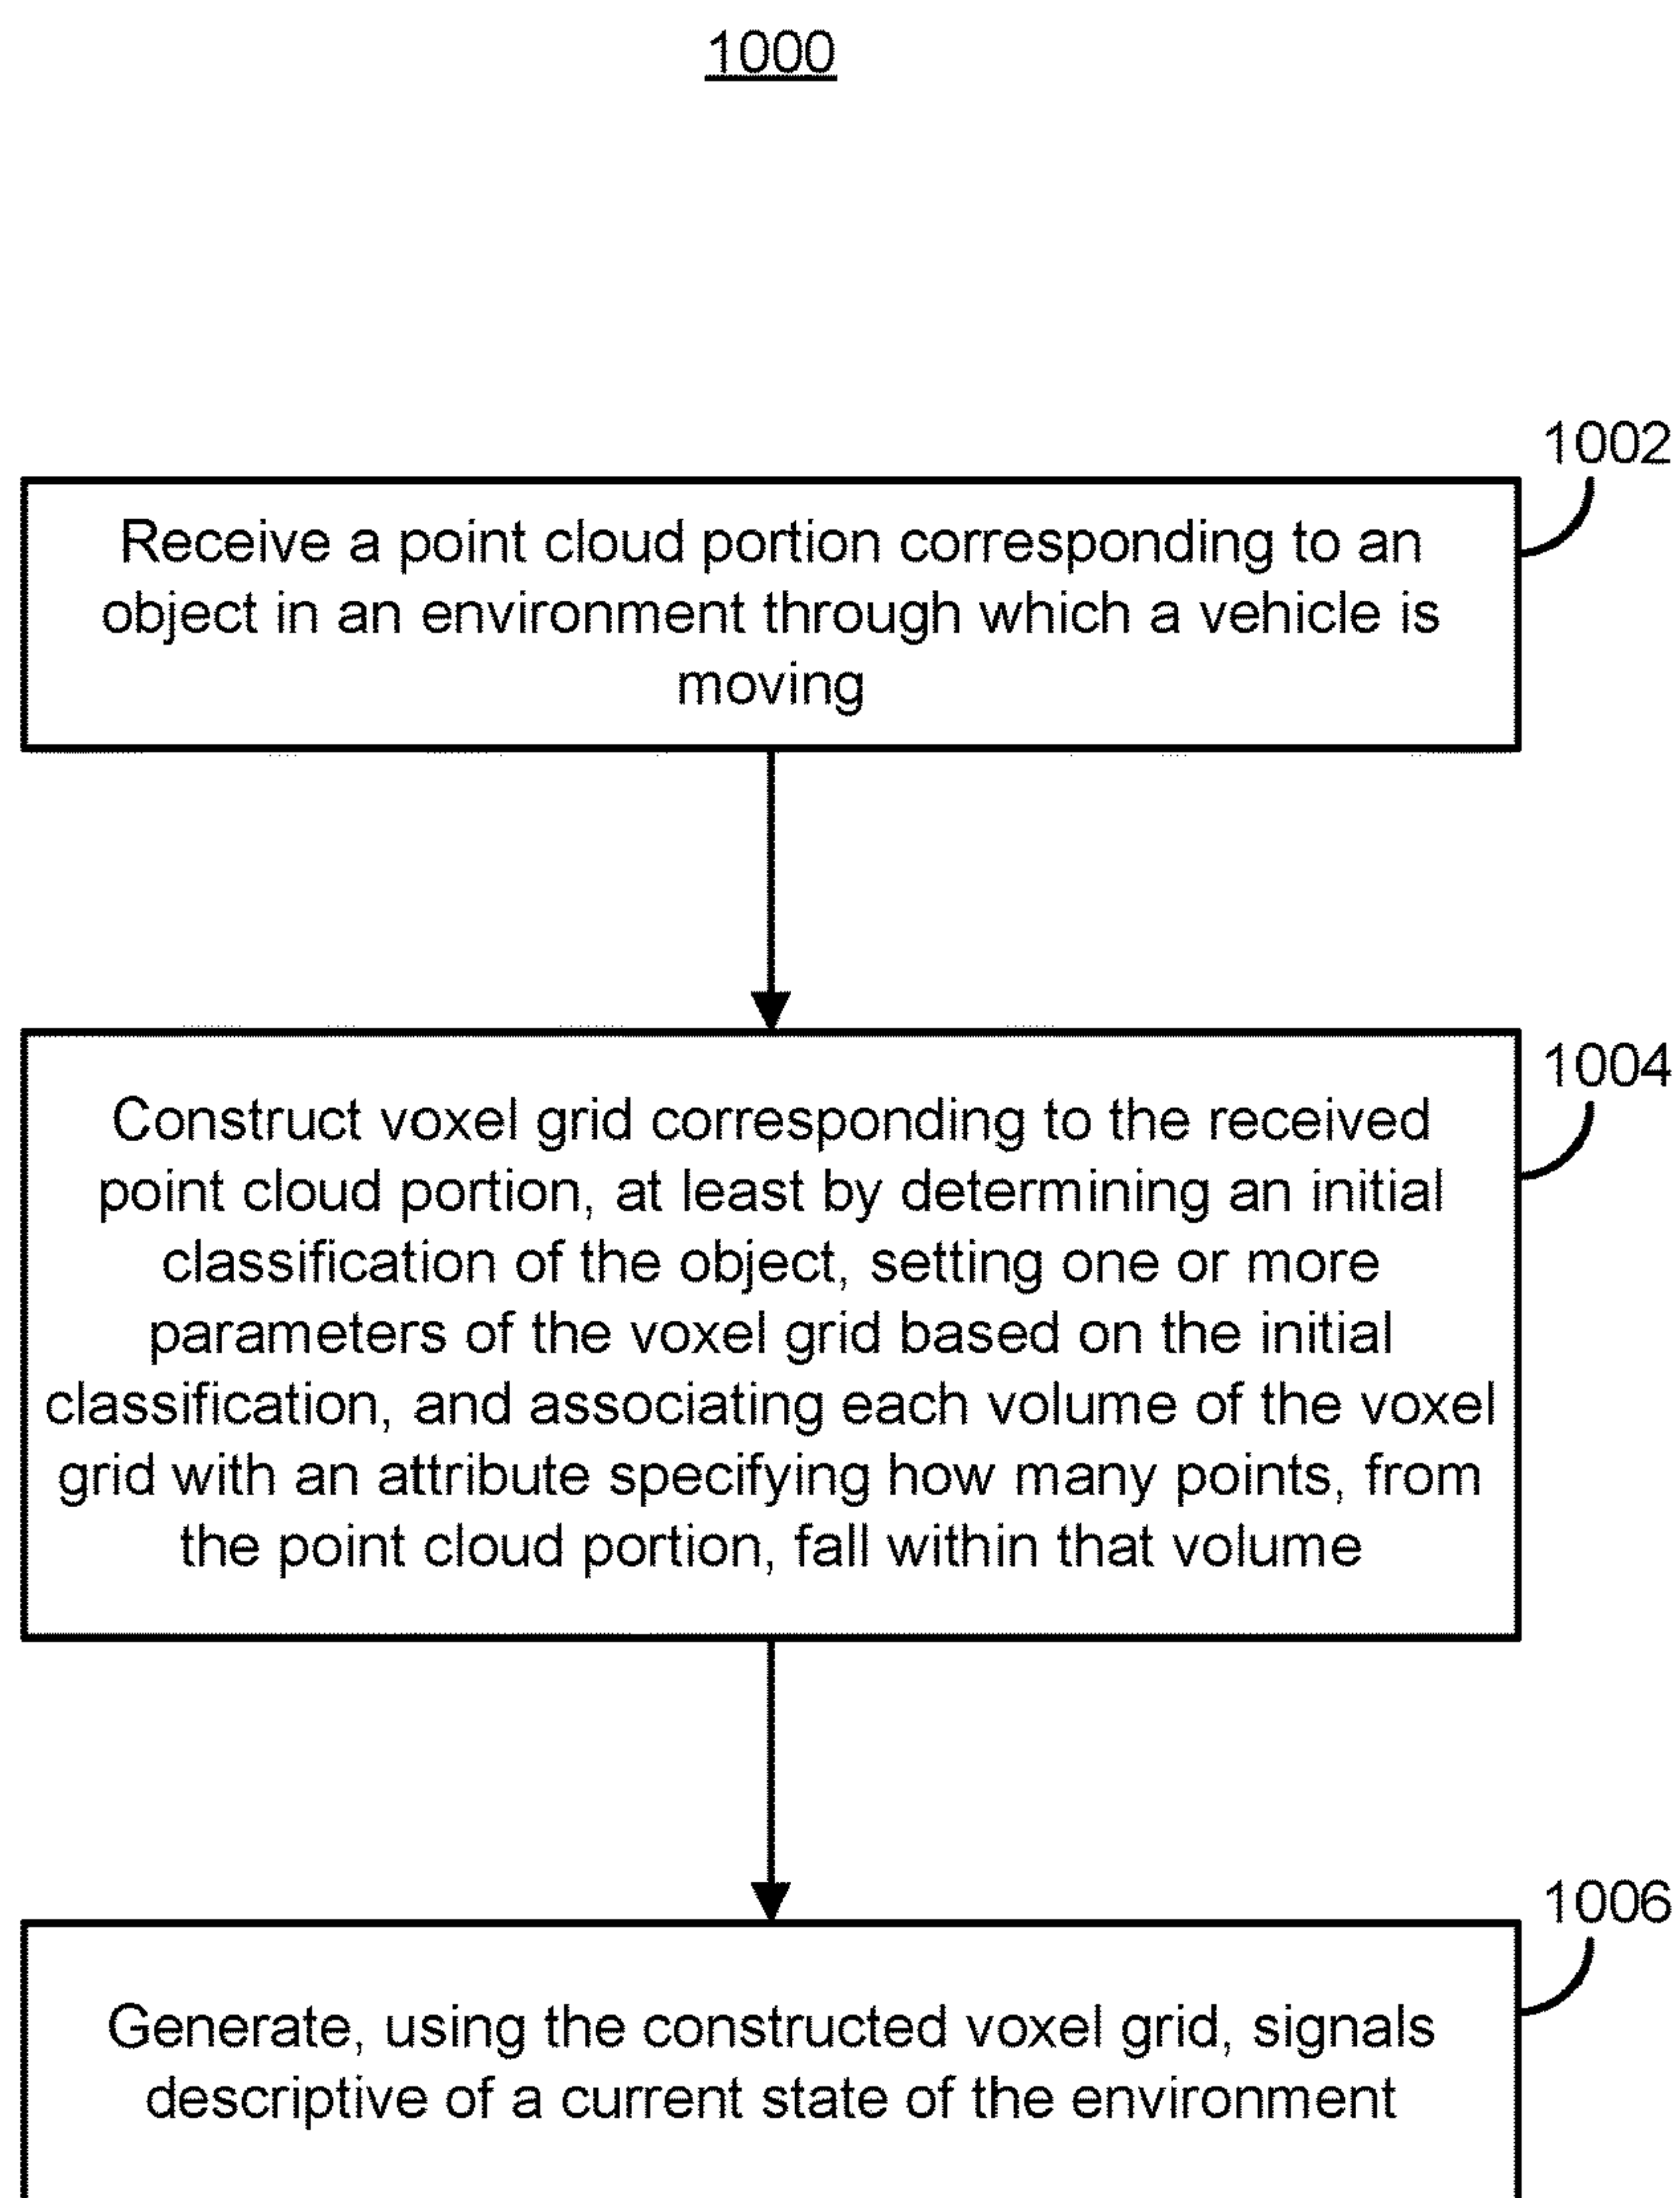 1000
1002
Receive a point cloud portion corresponding to an
object in an environment through which a vehicle is
moving
1004
Construct voxel grid corresponding to the received
point cloud portion, at least by determining an initial
classification of the object, setting one or more
parameters of the voxel grid based on the initial
classification, and associating each volume of the voxel
grid with an attribute specifying how many points, from
the point cloud portion, fall within that volume
1006
Generate, using the constructed voxel grid, signals
descriptive of a current state of the environment